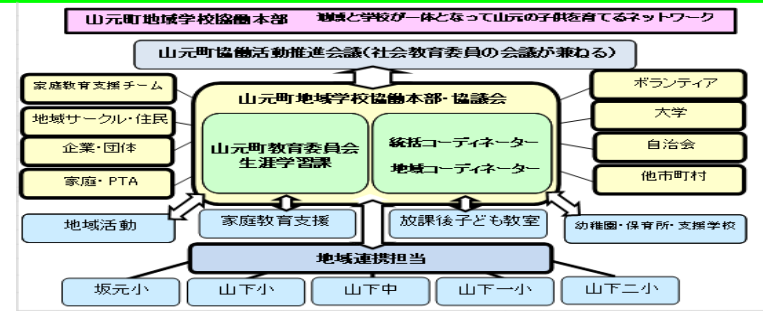 山元町地域学校協働本部　地域と学校が一体となって山元の子供を育てるネットワーク
山元町協働活動推進会議(社会教育委員の会議が兼ねる)
家庭教育支援チーム
地域サークル・住民
企業・団体
家庭・PTA
山元町地域学校協働本部・協議会
山元町教育委員会
生涯学習課
統括コーディネーター
地域コーディネーター
ボランティア
大学
自治会
他市町村
地域活動
家庭教育支援
放課後子ども教室
幼稚園・保育所・支援学校
地域連携担当
坂元小
山下小
山下中
山下一小
山下二小